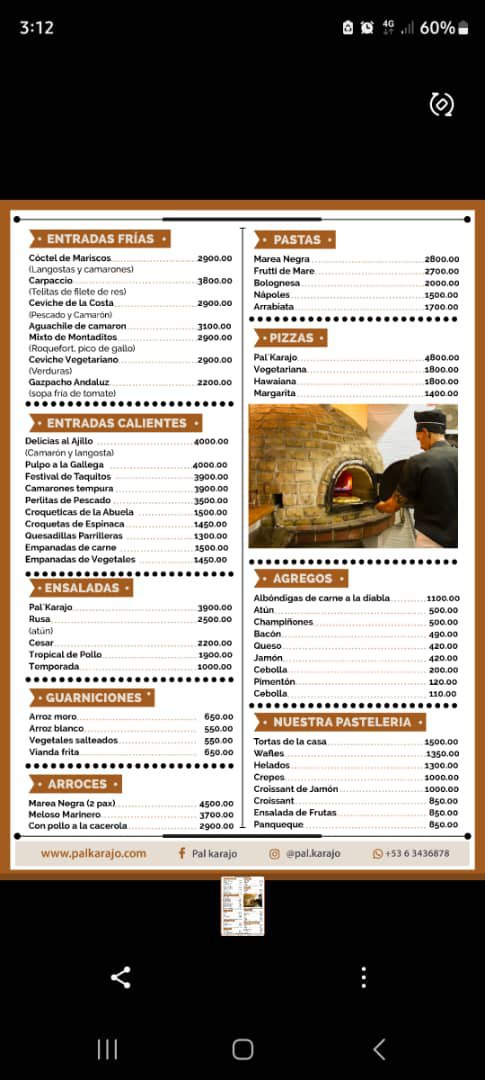 3:12
4G
60%
ENTRADAS FRÍAS
Cóctel de Mariscos 2900.00
(Langostas y camarones)
Carpaccio 3800.00
(Telitas de filete de res)
Ceviche de la Costa 2900.00
(Pescado y Camarón)
Aguachile de camaron 3100.00
Mixto de Montaditos 2900.00
(Roquefort, pico de gallo)
Ceviche Vegetariano 2900.00
(Verduras)
Gazpacho Andaluz 2200.00
(sopa fría de tomate)
ENTRADAS CALIENTES
Delicias al Ajillo 4000.00
(Camarón y langosta)
Pulpo a la Gallega 4000.00
Festival de Taquitos 3900.00
Camarones tempura 3900.00
Perlitas de Pescado 3500.00
Croqueticas de la Abuela 1500.00
Croquetas de Espinaca 1450.00
Quesadillas Parrilleras 1300.00
Empanadas de carne 1500.00
Empanadas de Vegetales 1450.00
ENSALADAS
Pal´Karajo 3900.00
Rusa 2500.00
(atún)
Cesar 2200.00
Tropical de Pollo 1900.00
Temporada 1000.00
GUARNICIONES
Arroz moro 650.00
Arroz blanco 550.00
Vegetales salteados 550.00
Vianda frita 650.00
ARROCES
Marea Negra (2 pax) 4500.00
Meloso Marinero 3700.00
Con pollo a la cacerola 2900.00
PASTAS
Marea Negra 2800.00
Frutti de Mare 2700.00
Bolognesa 2000.00
Nápoles 1500.00
Arrabiata 1700.00
PIZZAS
Pal´Karajo 4800.00
Vegetariana 1800.00
Hawaiana 1800.00
Margarita 1400.00
AGREGOS
Albóndigas de carne a la diabla 1100.00
Atún 500.00
Champiñones 500.00
Bacón 490.00
Queso 420.00
Jamón 420.00
Cebolla 200.00
Pimentón 120.00
Cebolla 110.00
NUESTRA PASTELERIA
Tortas de la casa 1500.00
Wafles 1350.00
Helados 1300.00
Crepes 1000.00
Croissant de Jamón 1000.00
Croissant 850.00
Ensalada de Frutas 850.00
Panqueque 850.00
www.palkarajo.com Pal karajo @pal.karajo +53 6 3436878